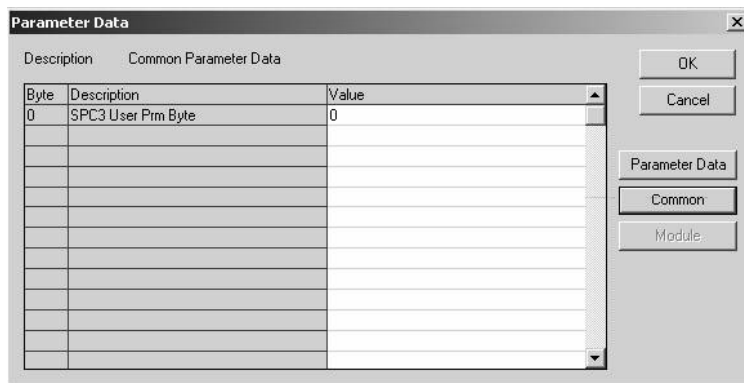 Parameter Data
Description Common Parameter Data
OK
Cancel
Byte Description Value
0 SPC3 User Prm Byte 0
Parameter Data
Common
Module